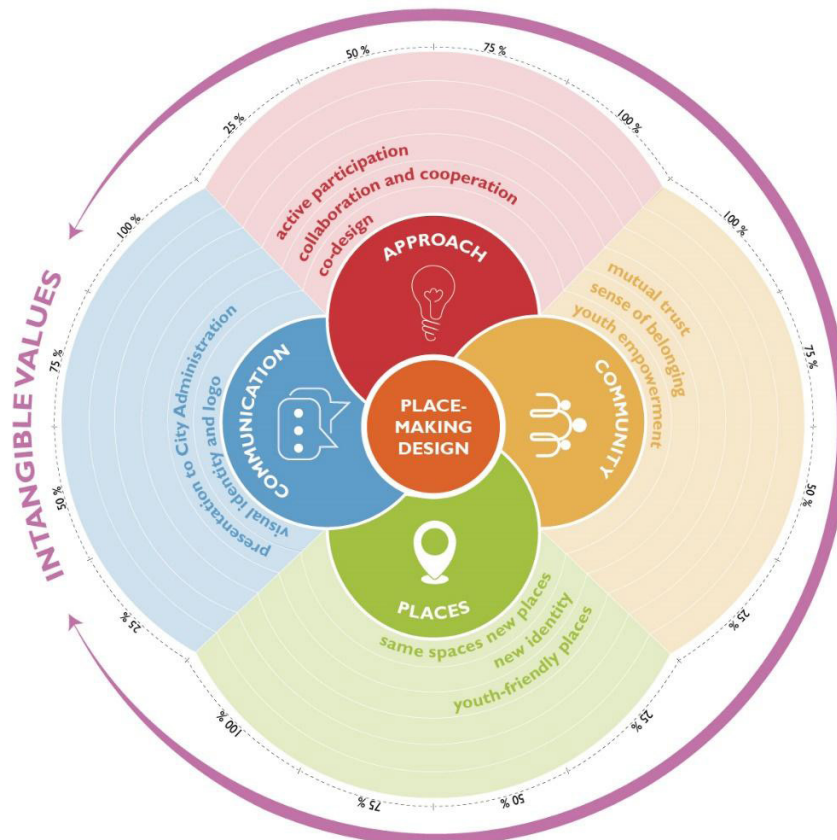 50 %
75 %
25 %
100 %
active participation
collaboration and cooperation
co-design
APPROACH
100 %
75 %
50 %
25 %
INTANGIBLE VALUES
presentation to City Administration
visual identity and logo
COMMUNICATION
PLACE-
MAKING
DESIGN
100 %
75 %
50 %
25 %
mutual trust
sense of belonging
youth empowerment
COMMUNITY
PLACES
same spaces new places
new identity
youth-friendly places
100 %
75 %
50 %
25 %